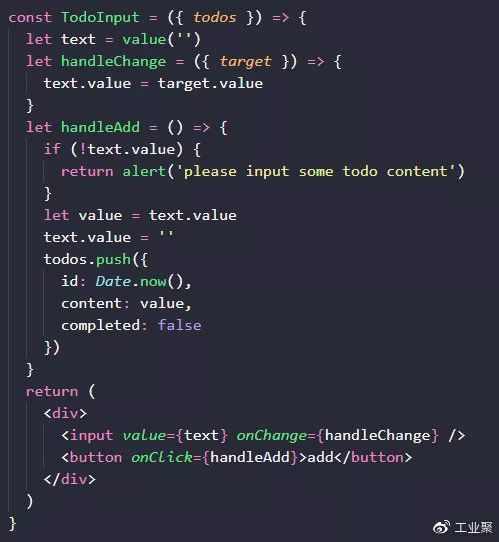 const TodoInput = ({ todos }) => {
  let text = value('')
  let handleChange = ({ target }) => {
    text.value = target.value
  }
  let handleAdd = () => {
    if (!text.value) {
      return alert('please input some todo content')
    }
    let value = text.value
    text.value = ''
    todos.push({
      id: Date.now(),
      content: value,
      completed: false
    })
  }
  return (
    <div>
      <input value={text} onChange={handleChange} />
      <button onClick={handleAdd}>add</button>
    </div>
  )
}
工业聚